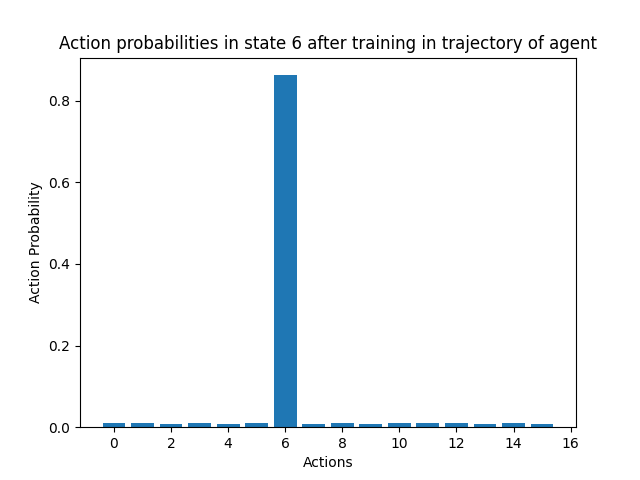 Action probabilities in state 6 after training in trajectory of agent
0.8
0.6
0.4
0.2
0.0
Action Probability
0 2 4 6 8 10 12 14 16
Actions